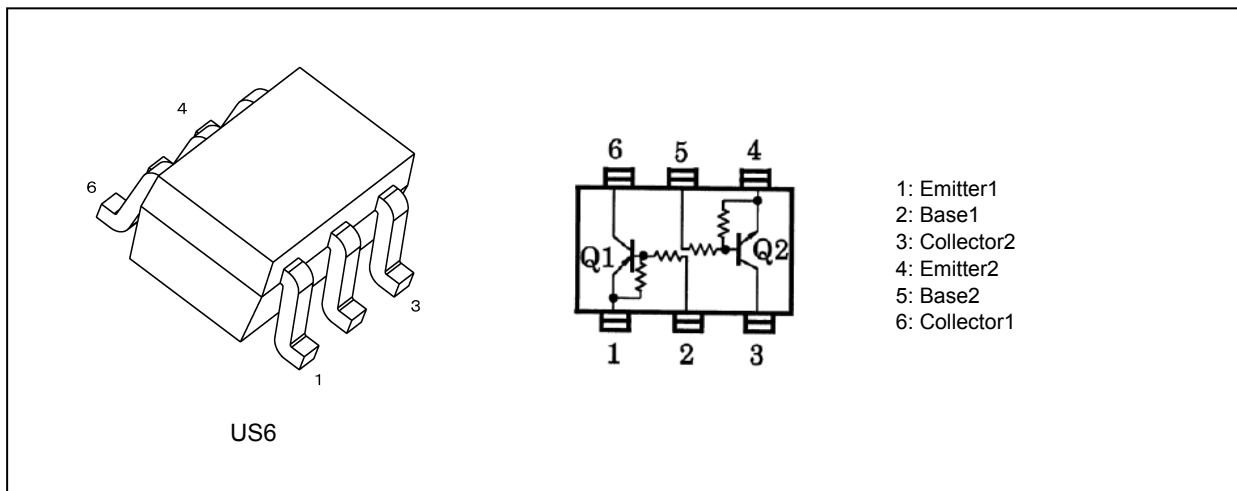 4
6
3
1
US6
6 5 4
Q1 Q2
1 2 3
1: Emitter1
2: Base1
3: Collector2
4: Emitter2
5: Base2
6: Collector1